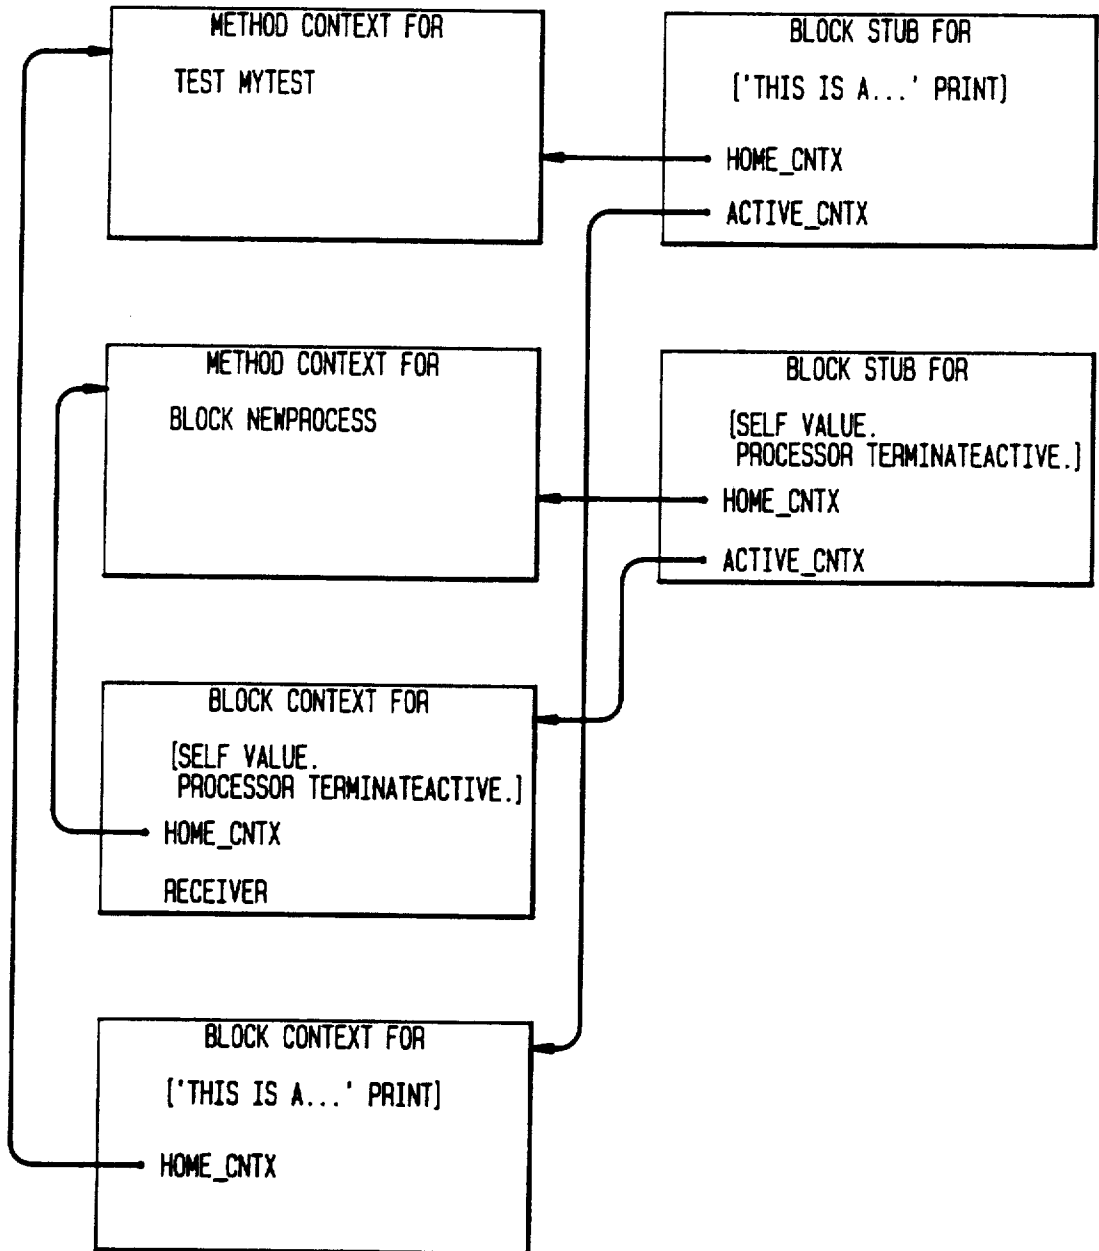 METHOD CONTEXT FOR
TEST MYTEST
BLOCK STUB FOR
['THIS IS A...' PRINT]
HOME_CNTX
ACTIVE_CNTX
METHOD CONTEXT FOR
BLOCK NEWPROCESS
BLOCK STUB FOR
[SELF VALUE.
PROCESSOR TERMINATEACTIVE.]
HOME_CNTX
ACTIVE_CNTX
BLOCK CONTEXT FOR
[SELF VALUE.
PROCESSOR TERMINATEACTIVE.]
HOME_CNTX
RECEIVER
BLOCK CONTEXT FOR
['THIS IS A...' PRINT]
HOME_CNTX